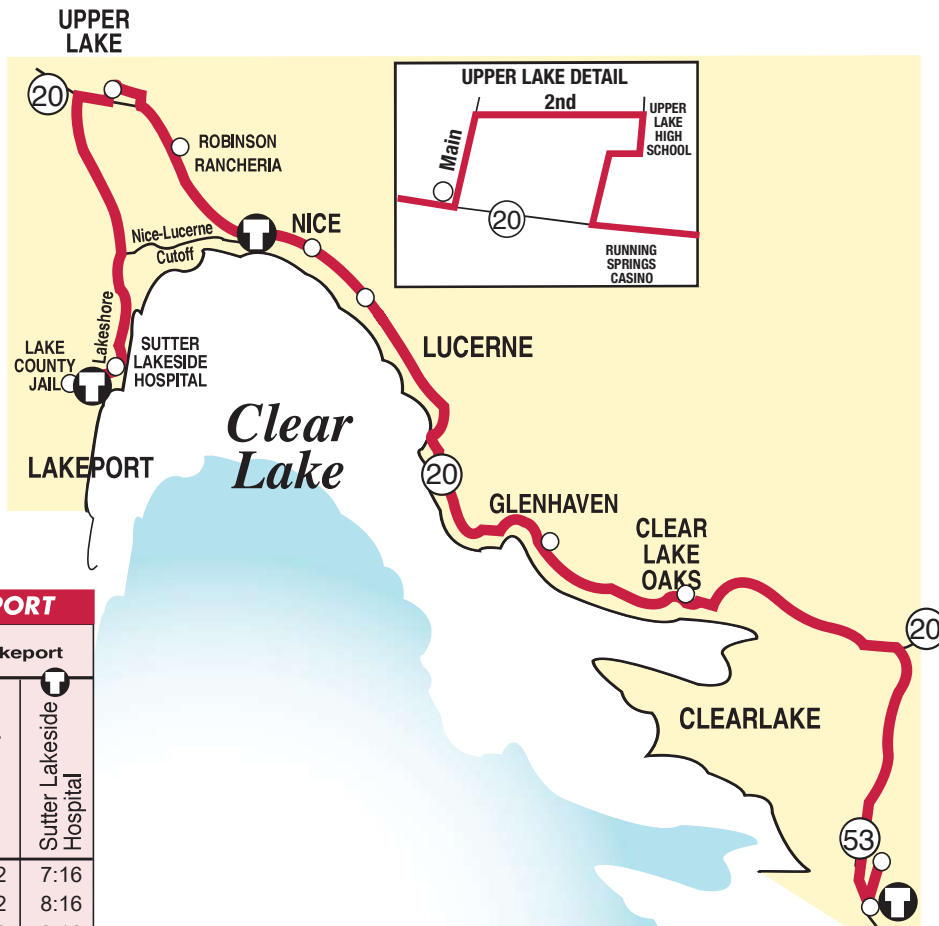 UPPER
LAKE
20
ROBINSON
RANCHERIA
UPPER LAKE DETAIL
2nd
Main
UPPER
LAKE
HIGH
SCHOOL
20
RUNNING
SPRINGS
CASINO
T
NICE
Nice-Lucerne
Cutoff
Lakeshore
LAKE
COUNTY
JAIL
T
SUTTER
LAKESIDE
HOSPITAL
LUCERNE
LAKEPORT
Clear
Lake
20
GLENHAVEN
CLEAR
LAKE
OAKS
20
CLEARLAKE
53
T
PORT
keport
T
Sutter Lakeside
Hospital
2 7:16
2 8:16